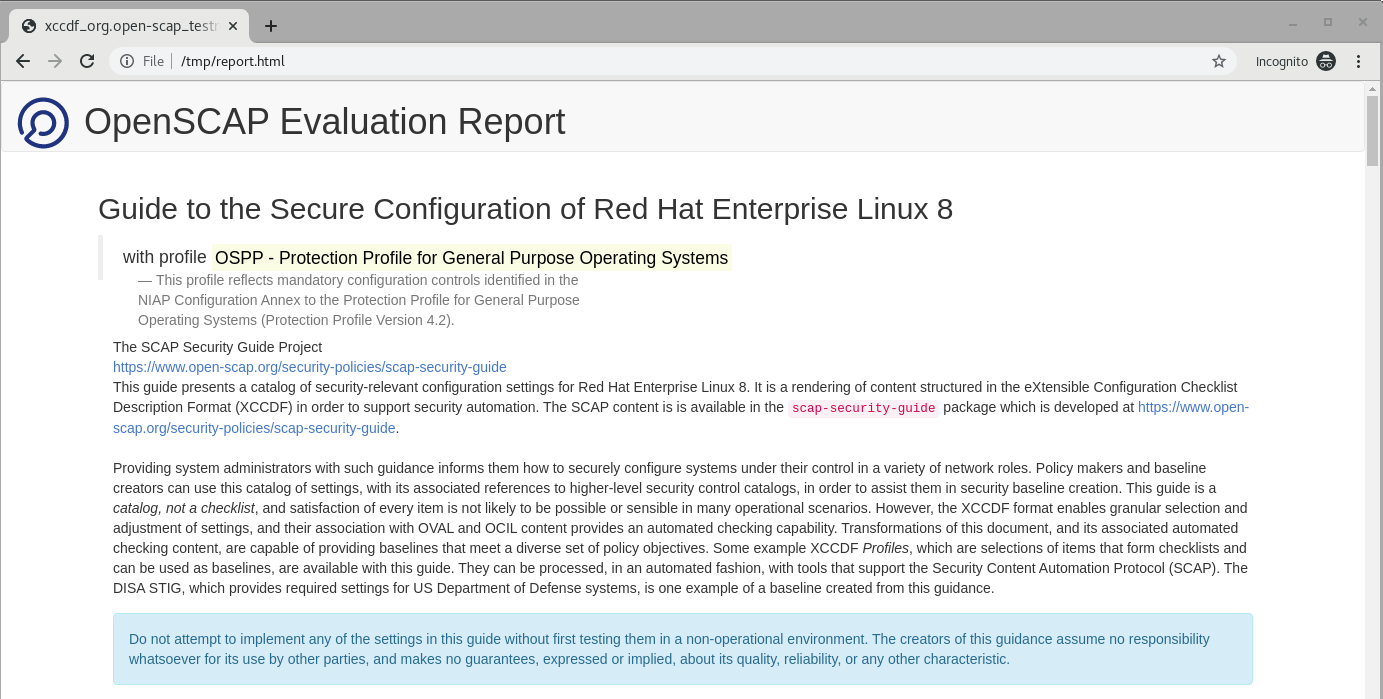 xccdf_org.open-scap_testr
File
/tmp/report.html
Incognito
OpenSCAP Evaluation Report
Guide to the Secure Configuration of Red Hat Enterprise Linux 8
with profile OSPP - Protection Profile for General Purpose Operating Systems
— This profile reflects mandatory configuration controls identified in the
NIAP Configuration Annex to the Protection Profile for General Purpose
Operating Systems (Protection Profile Version 4.2).
The SCAP Security Guide Project
https://www.open-scap.org/security-policies/scap-security-guide
This guide presents a catalog of security-relevant configuration settings for Red Hat Enterprise Linux 8. It is a rendering of content structured in the eXtensible Configuration Checklist
Description Format (XCCDF) in order to support security automation. The SCAP content is is available in the scap-security-guide package which is developed at https://www.open-
scap.org/security-policies/scap-security-guide.
Providing system administrators with such guidance informs them how to securely configure systems under their control in a variety of network roles. Policy makers and baseline
creators can use this catalog of settings, with its associated references to higher-level security control catalogs, in order to assist them in security baseline creation. This guide is a
catalog, not a checklist, and satisfaction of every item is not likely to be possible or sensible in many operational scenarios. However, the XCCDF format enables granular selection and
adjustment of settings, and their association with OVAL and OCIL content provides an automated checking capability. Transformations of this document, and its associated automated
checking content, are capable of providing baselines that meet a diverse set of policy objectives. Some example XCCDF Profiles, which are selections of items that form checklists and
can be used as baselines, are available with this guide. They can be processed, in an automated fashion, with tools that support the Security Content Automation Protocol (SCAP). The
DISA STIG, which provides required settings for US Department of Defense systems, is one example of a baseline created from this guidance.
Do not attempt to implement any of the settings in this guide without first testing them in a non-operational environment. The creators of this guidance assume no responsibility
whatsoever for its use by other parties, and makes no guarantees, expressed or implied, about its quality, reliability, or any other characteristic.